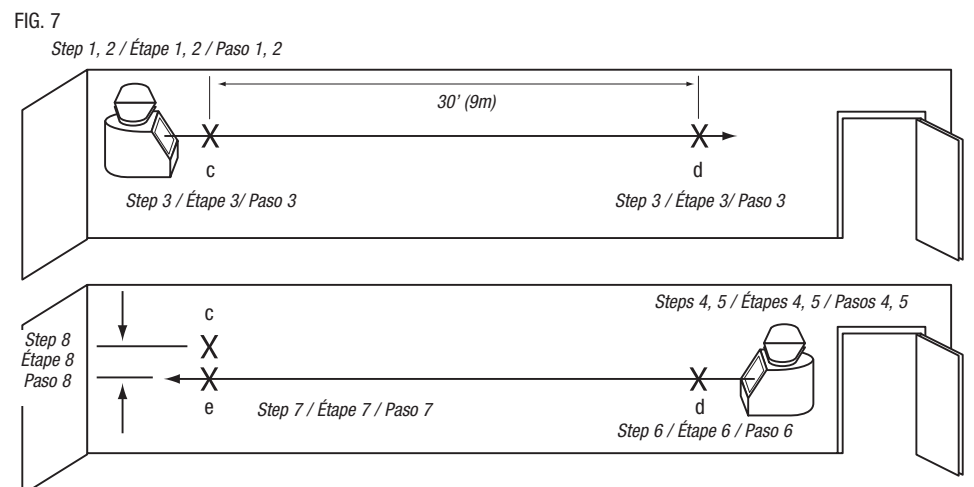 FIG. 7
Step 1, 2 / Étape 1, 2 / Paso 1, 2
30' (9m)
X X
c d
Step 3 / Étape 3/ Paso 3 Step 3 / Étape 3/ Paso 3
Steps 4, 5 / Étapes 4, 5 / Pasos 4, 5
c
X
Step 8
Étape 8
Paso 8
X X
e d
Step 7 / Étape 7 / Paso 7
Step 6 / Étape 6 / Paso 6